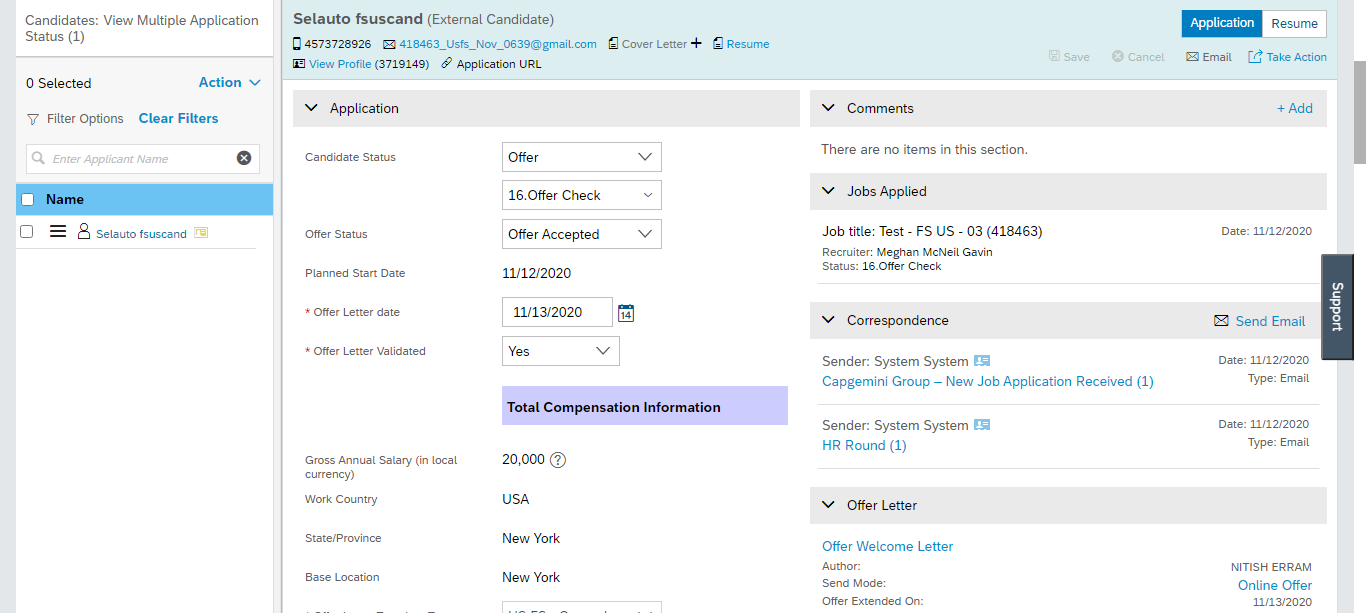 Candidates: View Multiple Application
Status (1)
0 Selected
Action
Filter Options
Clear Filters
Enter Applicant Name
Name
Selauto fsuscand
Selauto fsuscand (External Candidate)
4573728926
418463_Usfs_Nov_0639@gmail.com
Cover Letter
Resume
View Profile (3719149)
Application URL
Application
Resume
Save
Cancel
Email
Take Action
Application
Candidate Status
Offer
16.Offer Check
Offer Status
Offer Accepted
Planned Start Date
11/12/2020
* Offer Letter date
11/13/2020
14
* Offer Letter Validated
Yes
Total Compensation Information
Gross Annual Salary (in local
currency)
20,000
?
Work Country
USA
State/Province
New York
Base Location
New York
Comments
+ Add
There are no items in this section.
Jobs Applied
Job title: Test - FS US - 03 (418463)
Date: 11/12/2020
Recruiter: Meghan McNeil Gavin
Status: 16.Offer Check
Correspondence
Send Email
Sender: System System
Date: 11/12/2020
Capgemini Group – New Job Application Received (1)
Type: Email
Sender: System System
Date: 11/12/2020
HR Round (1)
Type: Email
Offer Letter
Offer Welcome Letter
Author:
NITISH ERRAM
Send Mode:
Online Offer
Offer Extended On:
11/13/2020
Support